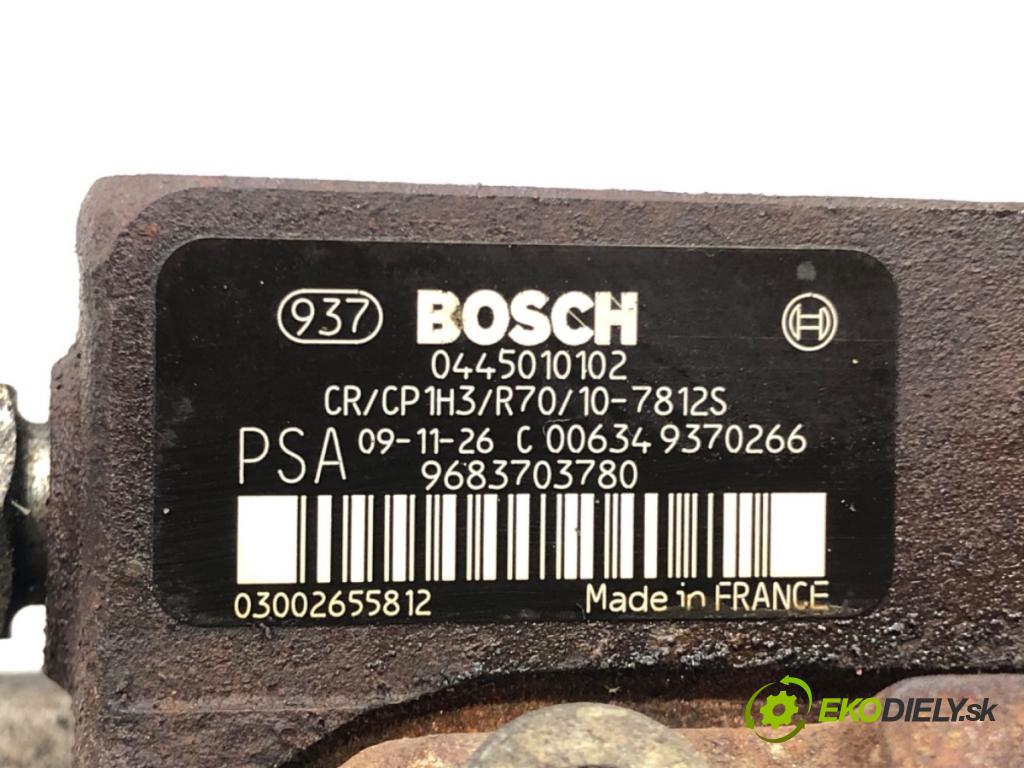 937 BOSCH
0445010102
CR/CP1H3/R70/10-7812S
PSA 09-11-26 C 00634 9370266
9683703780
03002655812 Made in FRANCE
EKODIELY.sk